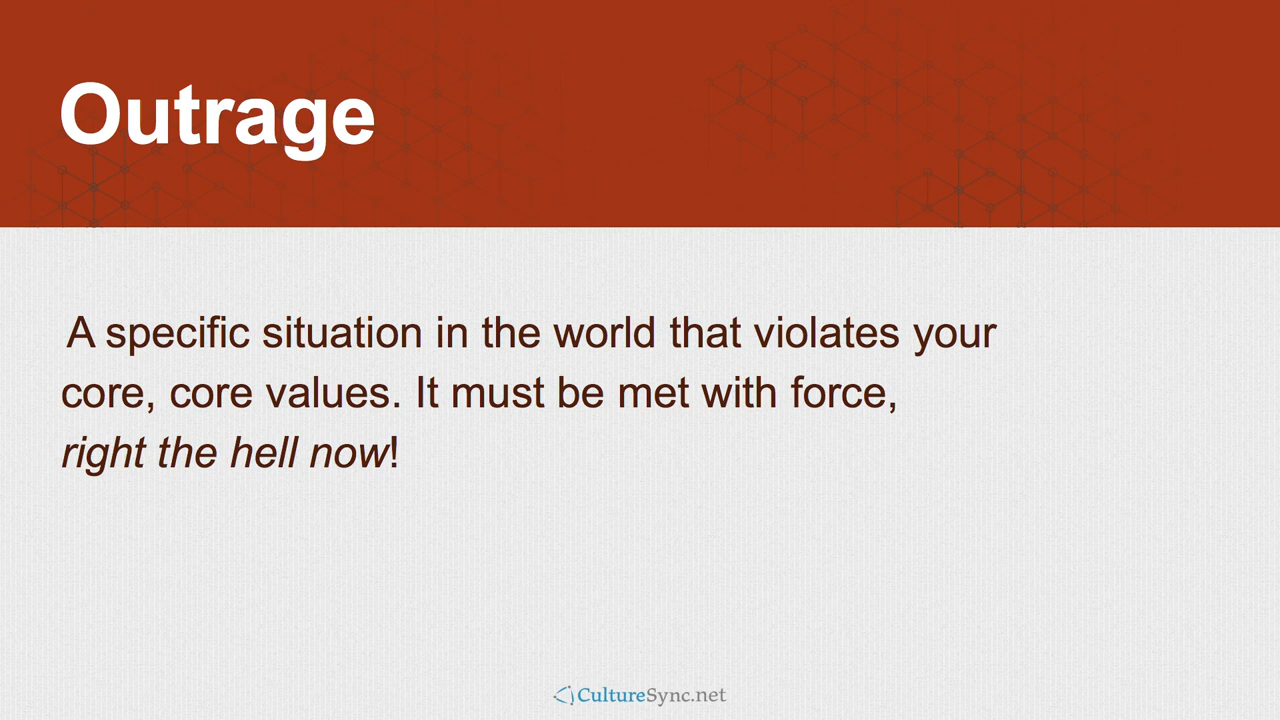 Outrage
A specific situation in the world that violates your
core, core values. It must be met with force,
right the hell now!
CultureSync.net